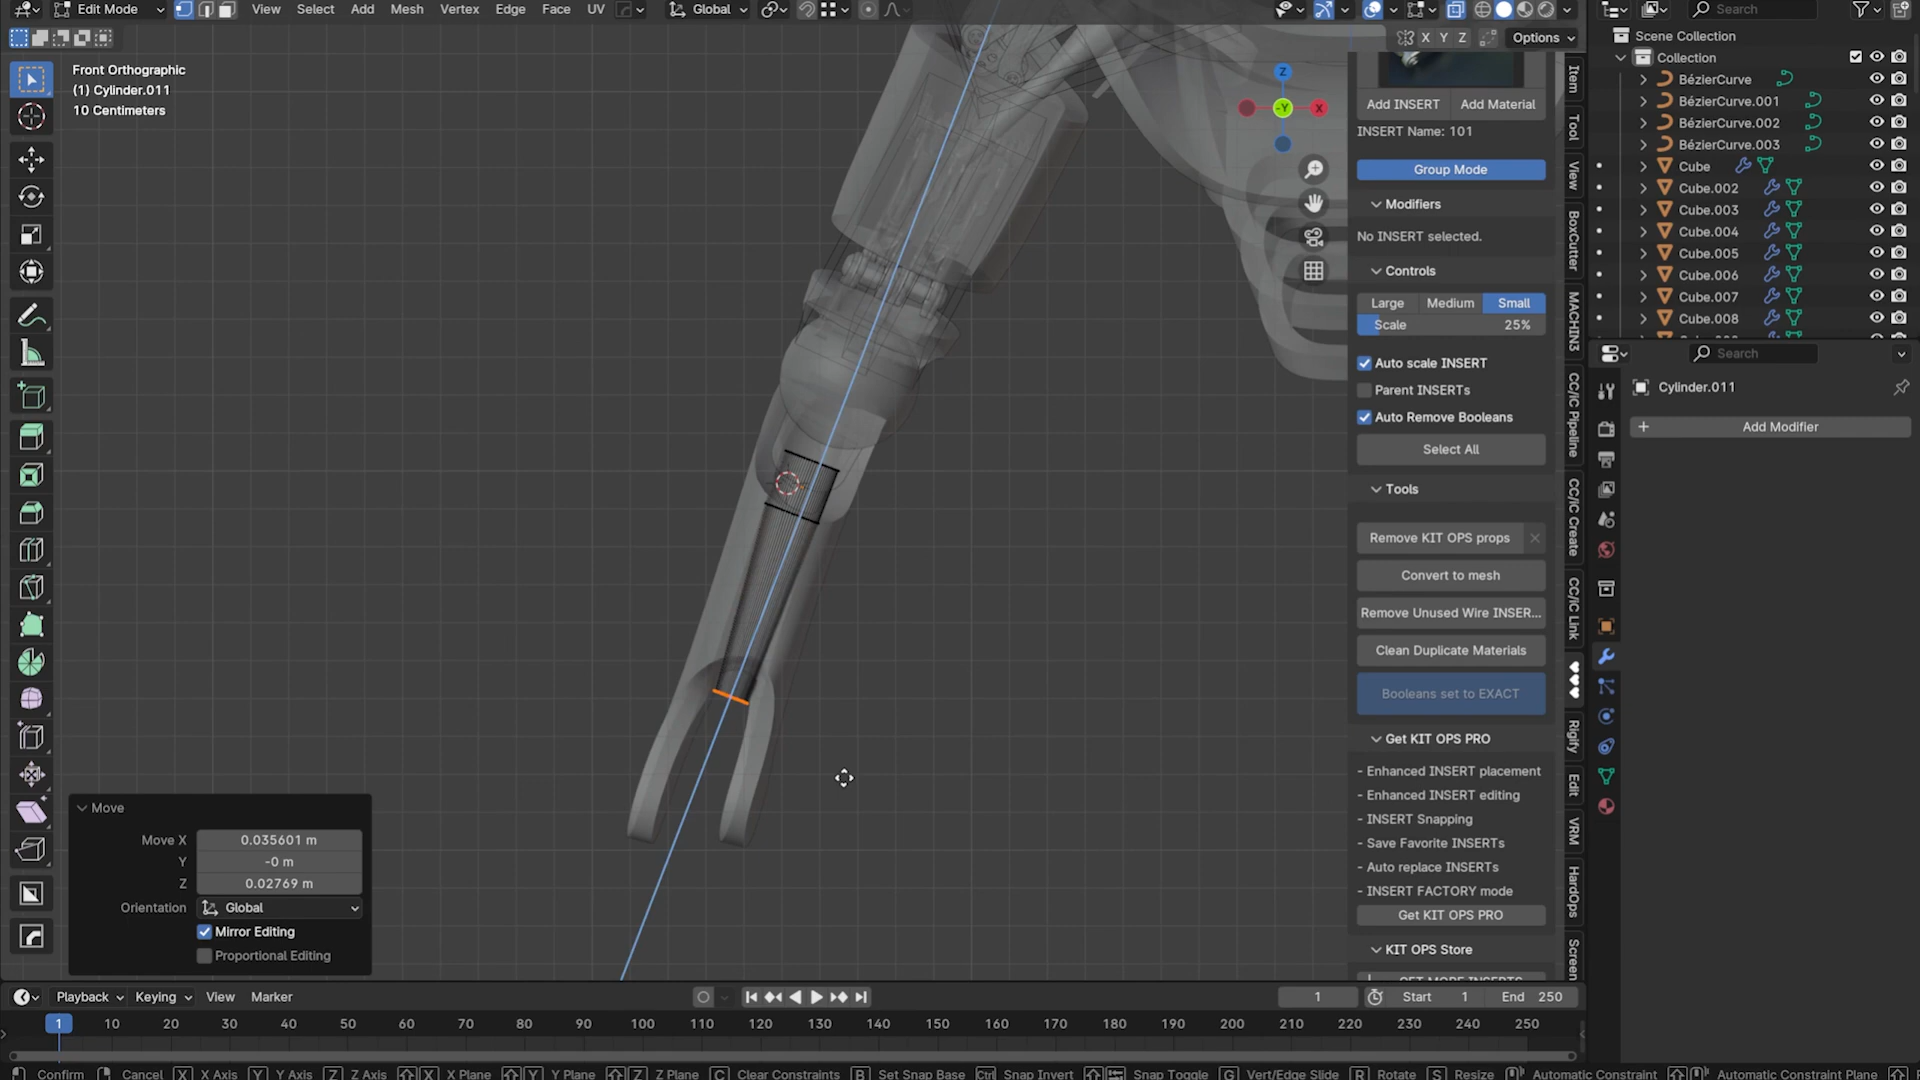 Edit Mode View Select Add Mesh Vertex Edge Face UV Global
X Y Z Options
Front Orthographic
(1) Cylinder.011
10 Centimeters
Z
-Y
X
Add INSERT Add Material
INSERT Name: 101
Group Mode
Modifiers
No INSERT selected.
Controls
Large Medium Small
Scale 25%
Auto scale INSERT
Parent INSERTs
Auto Remove Booleans
Select All
Tools
Remove KIT OPS props
Convert to mesh
Remove Unused Wire INSER...
Clean Duplicate Materials
Booleans set to EXACT
Get KIT OPS PRO
- Enhanced INSERT placement
- Enhanced INSERT editing
- INSERT Snapping
- Save Favorite INSERTs
- Auto replace INSERTs
- INSERT FACTORY mode
Get KIT OPS PRO
KIT OPS Store
GET MORE INSERTS
Item
Tool
View
BoxCutter
MACHIN3
CC/iC Pipeline
CC/iC Create
CC/iC Link
Rigify
Edit
VRM
HardOps
Screen
Search
Scene Collection
Collection
BézierCurve
BézierCurve.001
BézierCurve.002
BézierCurve.003
Cube
Cube.002
Cube.003
Cube.004
Cube.005
Cube.006
Cube.007
Cube.008
Search
Cylinder.011
Add Modifier
Move
Move X 0.035601 m
Y -0 m
Z 0.02769 m
Orientation Global
Mirror Editing
Proportional Editing
Playback Keying View Marker 1 Start 1 End 250
1 10 20 30 40 50 60 70 80 90 100 110 120 130 140 150 160 170 180 190 200 210 220 230 240 250
Confirm Cancel X X Axis Y Y Axis Z Z Axis X X Plane Y Y Plane Z Z Plane C Clear Constraints B Set Snap Base Ctrl Snap Invert Snap Toggle G Vert/Edge Slide R Rotate S Resize Automatic Constraint Automatic Constraint Plane